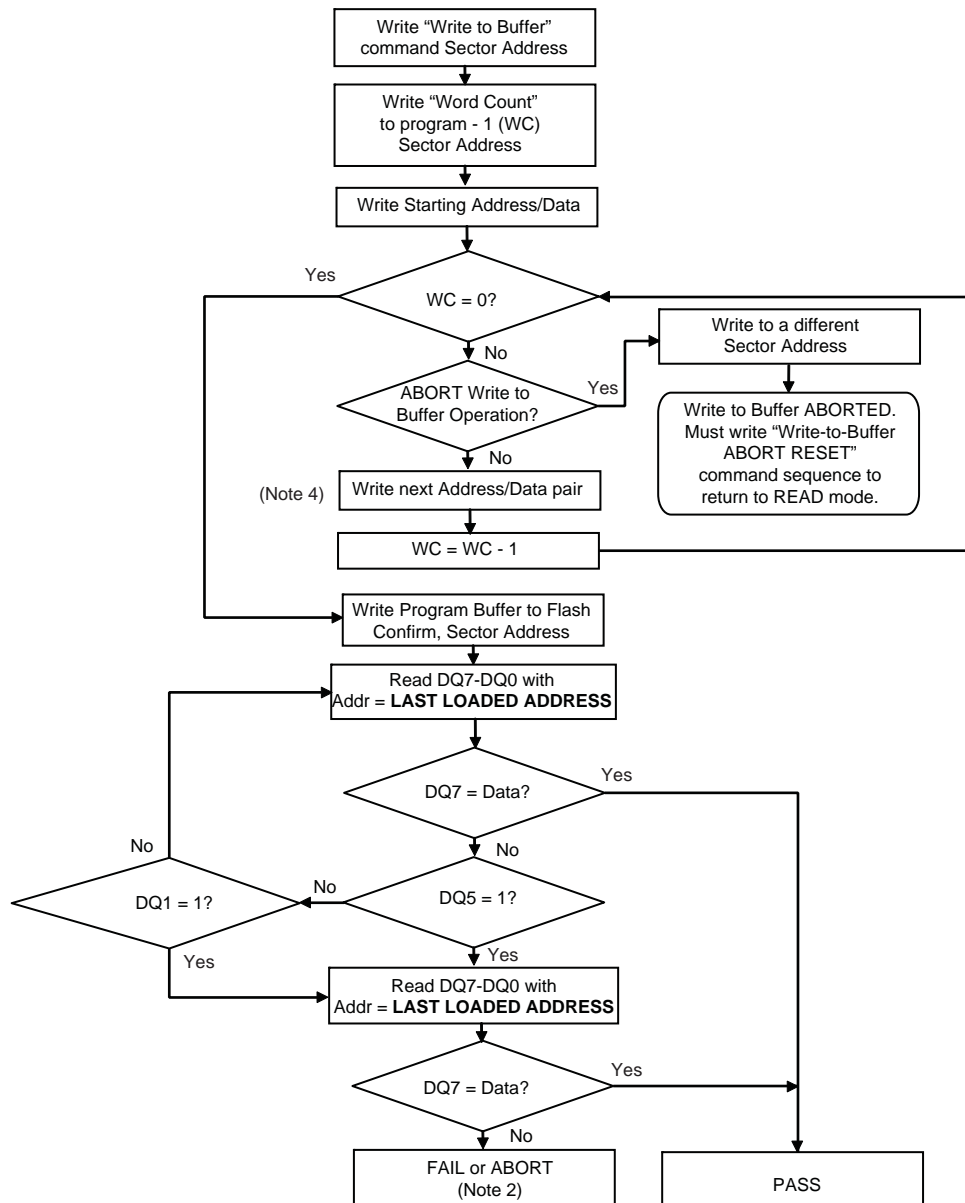 Write “Write to Buffer”
command Sector Address
Write “Word Count”
to program - 1 (WC)
Sector Address
Write Starting Address/Data
Yes
WC = 0?
No
Write to a different
Sector Address
ABORT Write to
Buffer Operation?
Yes
Write to Buffer ABORTED.
Must write “Write-to-Buffer
ABORT RESET”
command sequence to
return to READ mode.
No
(Note 4)
Write next Address/Data pair
WC = WC - 1
Write Program Buffer to Flash
Confirm, Sector Address
Read DQ7-DQ0 with
Addr = LAST LOADED ADDRESS
DQ7 = Data?
Yes
No
No
DQ1 = 1?
No
DQ5 = 1?
Yes
Yes
Read DQ7-DQ0 with
Addr = LAST LOADED ADDRESS
DQ7 = Data?
Yes
No
FAIL or ABORT
(Note 2)
PASS